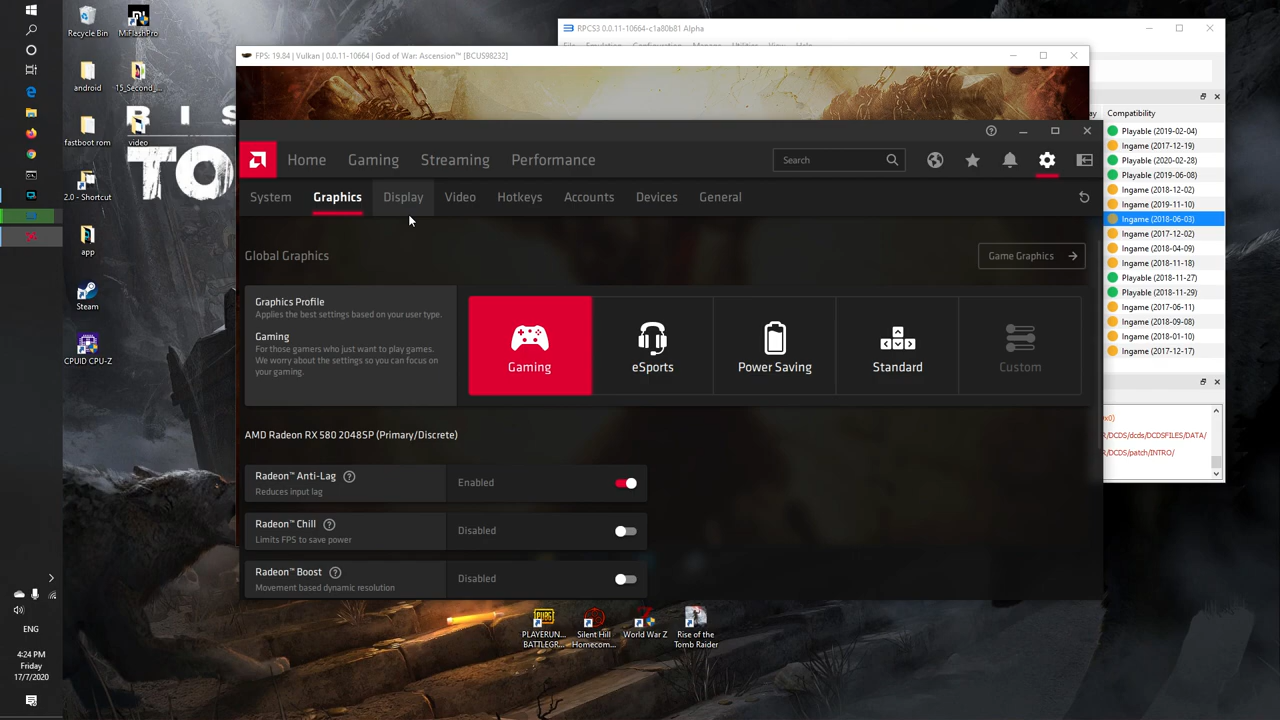 Recycle Bin
MiFlashPro
android
15_Second_...
fastboot rom
video
2.0 - Shortcut
app
Steam
CPUID CPU-Z
RIS
TO
RPCS3 0.0.11-10664-c1a80b81 Alpha
FPS: 19.84 | Vulkan | 0.0.11-10664 | God of War: Ascension™ [BCUS98232]
Home
Gaming
Streaming
Performance
Search
System
Graphics
Display
Video
Hotkeys
Accounts
Devices
General
Global Graphics
Game Graphics
Graphics Profile
Applies the best settings based on your user type.
Gaming
For those gamers who just want to play games.
We worry about the settings so you can focus on
your gaming.
Gaming
eSports
Power Saving
Standard
Custom
AMD Radeon RX 580 2048SP (Primary/Discrete)
Radeon™ Anti-Lag
Reduces input lag
Enabled
Radeon™ Chill
Limits FPS to save power
Disabled
Radeon™ Boost
Movement based dynamic resolution
Disabled
Compatibility
Playable (2019-02-04)
Ingame (2017-12-19)
Playable (2020-02-28)
Playable (2019-06-08)
Ingame (2018-12-02)
Ingame (2019-11-10)
Ingame (2018-06-03)
Ingame (2017-12-02)
Ingame (2018-04-09)
Ingame (2018-11-18)
Playable (2018-11-27)
Playable (2018-11-29)
Ingame (2017-06-11)
Ingame (2018-09-08)
Ingame (2018-01-10)
Ingame (2017-12-17)
x0)
R/DCDS/dcds/DCDSFILES/DATA/
R/DCDS/patch/INTRO/
PLAYERUN... BATTLEGR...
Silent Hill Homecom...
World War Z
Rise of the Tomb Raider
ENG
4:24 PM
Friday
17/7/2020